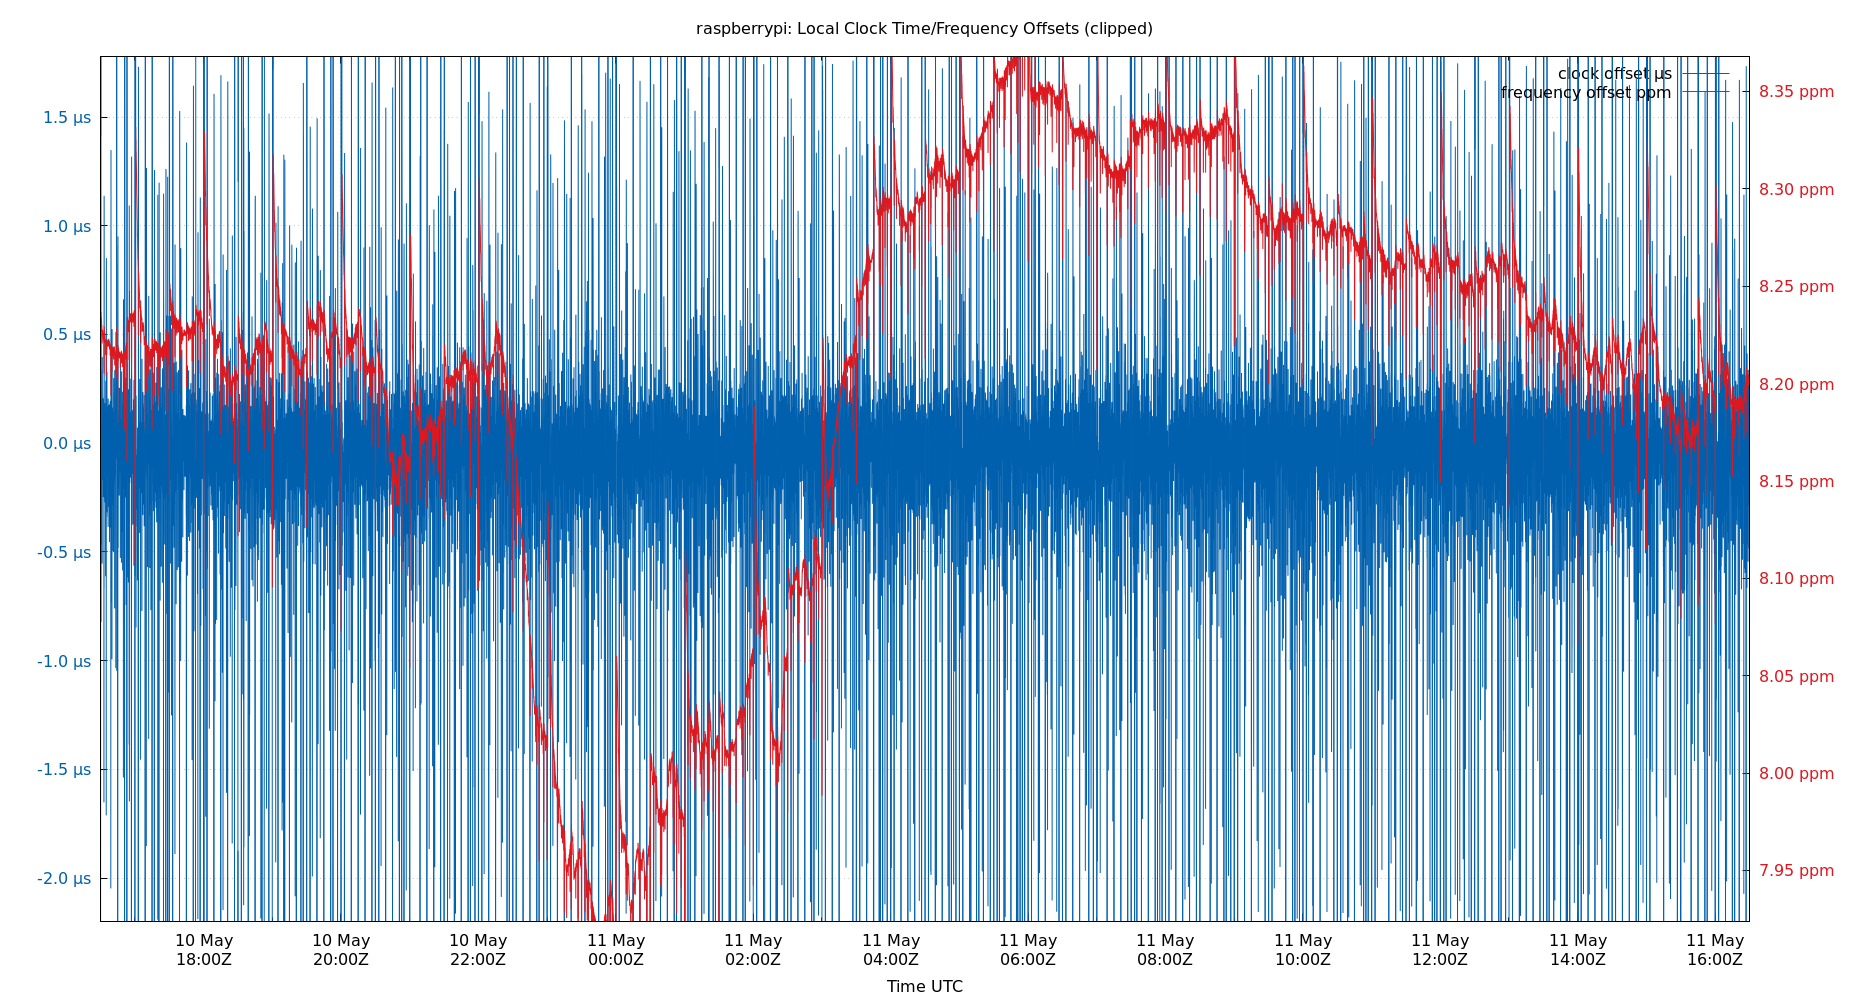 raspberrypi: Local Clock Time/Frequency Offsets (clipped)
clock offset µs
frequency offset ppm
1.5 µs
1.0 µs
0.5 µs
0.0 µs
-0.5 µs
-1.0 µs
-1.5 µs
-2.0 µs
8.35 ppm
8.30 ppm
8.25 ppm
8.20 ppm
8.15 ppm
8.10 ppm
8.05 ppm
8.00 ppm
7.95 ppm
10 May 10 May 10 May 11 May 11 May 11 May 11 May 11 May 11 May 11 May 11 May 11 May
18:00Z 20:00Z 22:00Z 00:00Z 02:00Z 04:00Z 06:00Z 08:00Z 10:00Z 12:00Z 14:00Z 16:00Z
Time UTC